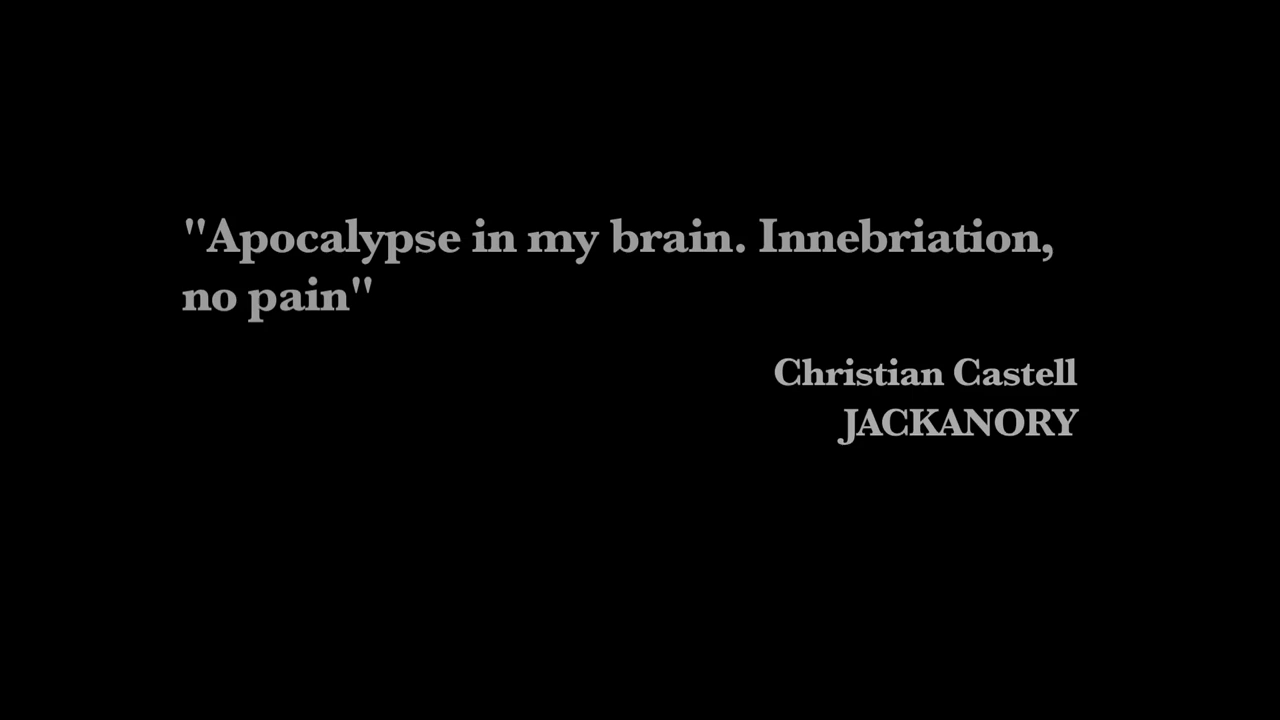 "Apocalypse in my brain. Innebriation,
no pain"
Christian Castell
JACKANORY